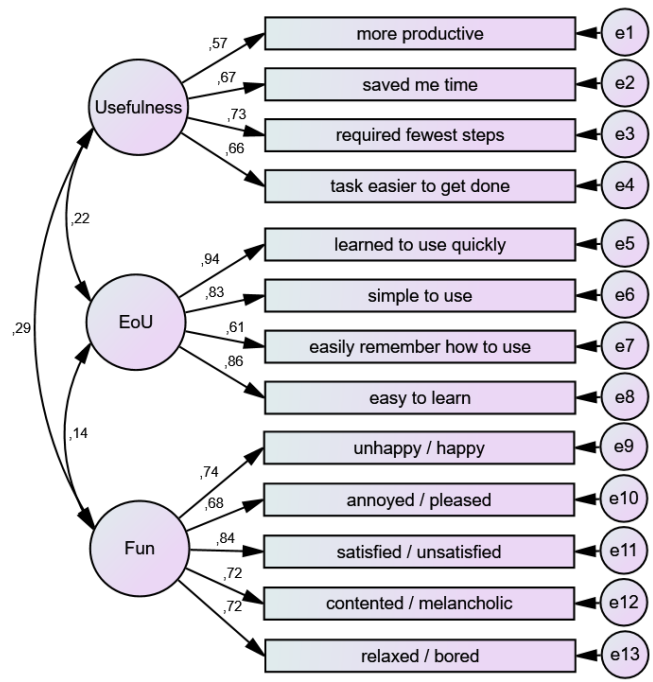 ,57
more productive
e1
Usefulness
,67
saved me time
e2
,73
required fewest steps
e3
,66
task easier to get done
e4
,22
,94
learned to use quickly
e5
EoU
,83
simple to use
e6
,61
easily remember how to use
e7
,86
easy to learn
e8
,29
,14
,74
unhappy / happy
e9
Fun
,68
annoyed / pleased
e10
,84
satisfied / unsatisfied
e11
,72
contented / melancholic
e12
,72
relaxed / bored
e13